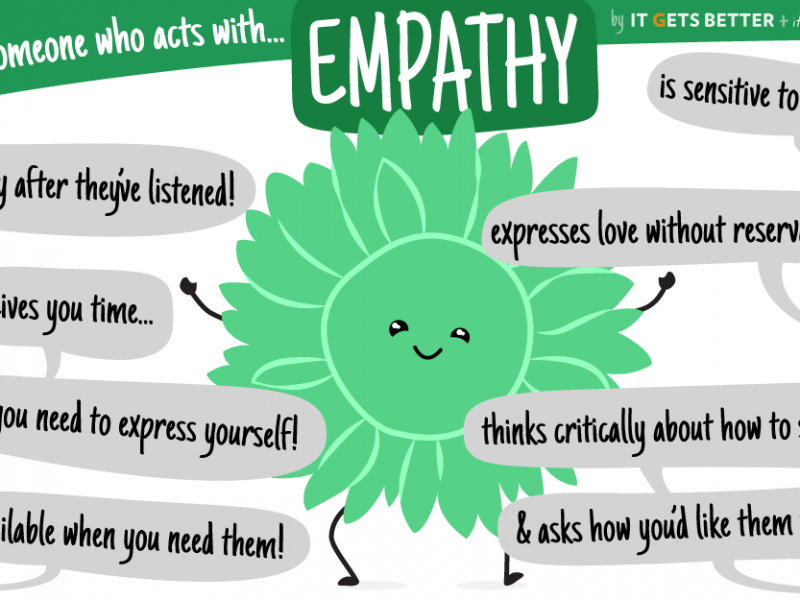 omeone who acts with...
EMPATHY
by IT GETS BETTER +
is sensitive to
after they've listened!
expresses love without
ives you time...
you need to express yourself!
thinks critically about how to
ilable when you need them!
& asks how you'd like them